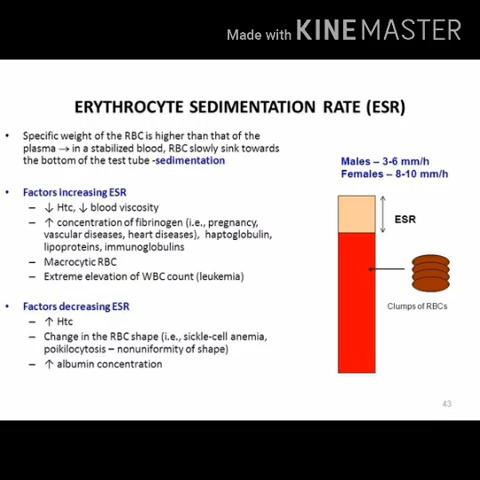 Made with KINEMASTER
ERYTHROCYTE SEDIMENTATION RATE (ESR)
• Specific weight of the RBC is higher than that of the
plasma → in a stabilized blood, RBC slowly sink towards
the bottom of the test tube -sedimentation
• Factors increasing ESR
– ↓ Htc, ↓ blood viscosity
– ↑ concentration of fibrinogen (i.e., pregnancy,
vascular diseases, heart diseases), haptoglobulin,
lipoproteins, immunoglobulins
– Macrocytic RBC
– Extreme elevation of WBC count (leukemia)
• Factors decreasing ESR
– ↑ Htc
– Change in the RBC shape (i.e., sickle-cell anemia,
poikilocytosis – nonuniformity of shape)
– ↑ albumin concentration
Males – 3-6 mm/h
Females – 8-10 mm/h
ESR
Clumps of RBCs
43